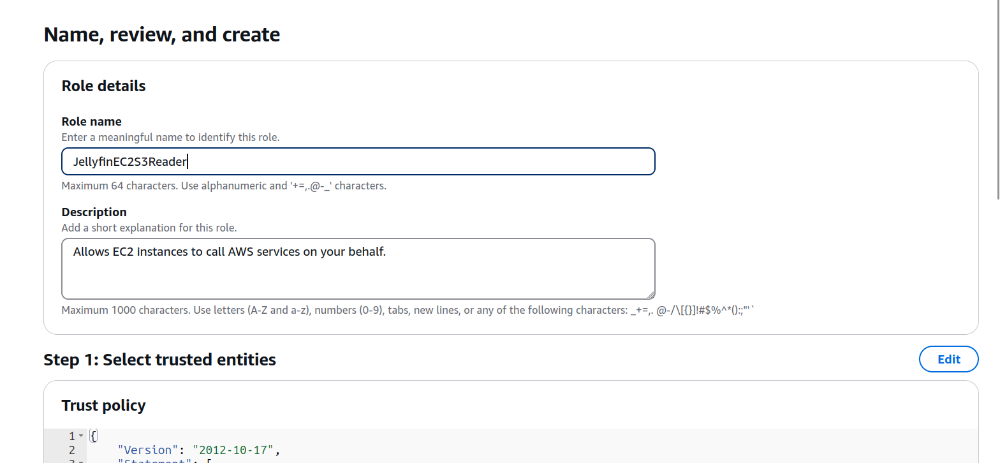 Name, review, and create
Role details
Role name
Enter a meaningful name to identify this role.
JellyfinEC2S3Reader
Maximum 64 characters. Use alphanumeric and '+=,.@-_' characters.
Description
Add a short explanation for this role.
Allows EC2 instances to call AWS services on your behalf.
Maximum 1000 characters. Use letters (A-Z and a-z), numbers (0-9), tabs, new lines, or any of the following characters: _+=,. @-/\[{}]!#$%^*():;"'`
Step 1: Select trusted entities
Edit
Trust policy
1 {
2 "Version": "2012-10-17",
3 "Statement": [